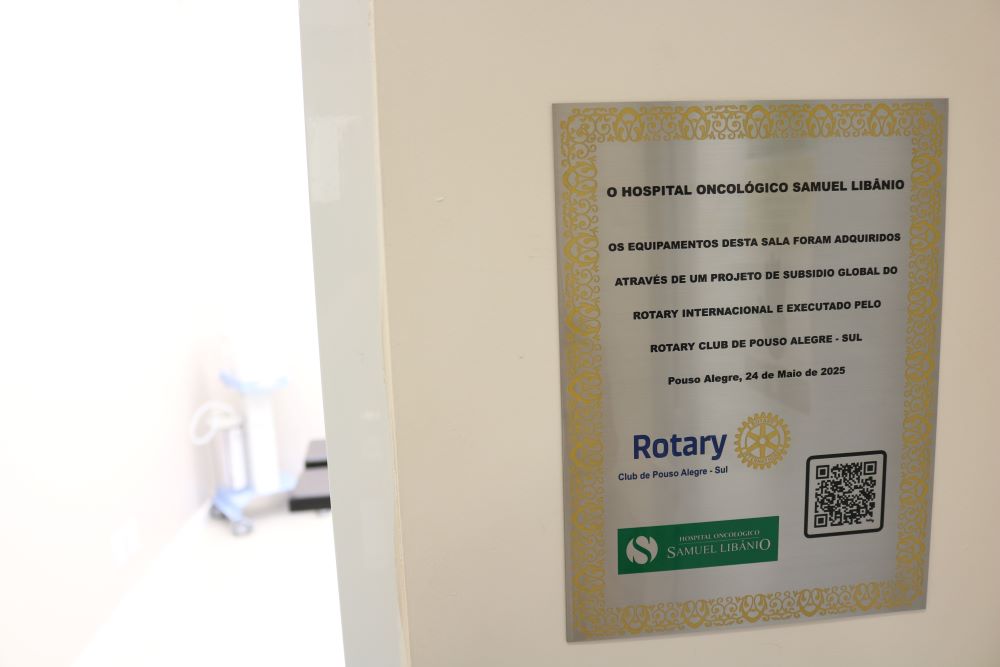 O HOSPITAL ONCOLÓGICO SAMUEL LIBÂNIO
OS EQUIPAMENTOS DESTA SALA FORAM ADQUIRIDOS
ATRAVÉS DE UM PROJETO DE SUBSIDIO GLOBAL DO
ROTARY INTERNACIONAL E EXECUTADO PELO
ROTARY CLUB DE POUSO ALEGRE - SUL
Pouso Alegre, 24 de Maio de 2025
Rotary
Club de Pouso Alegre - Sul
HOSPITAL ONCOLÓGICO
SAMUEL LIBÂNIO